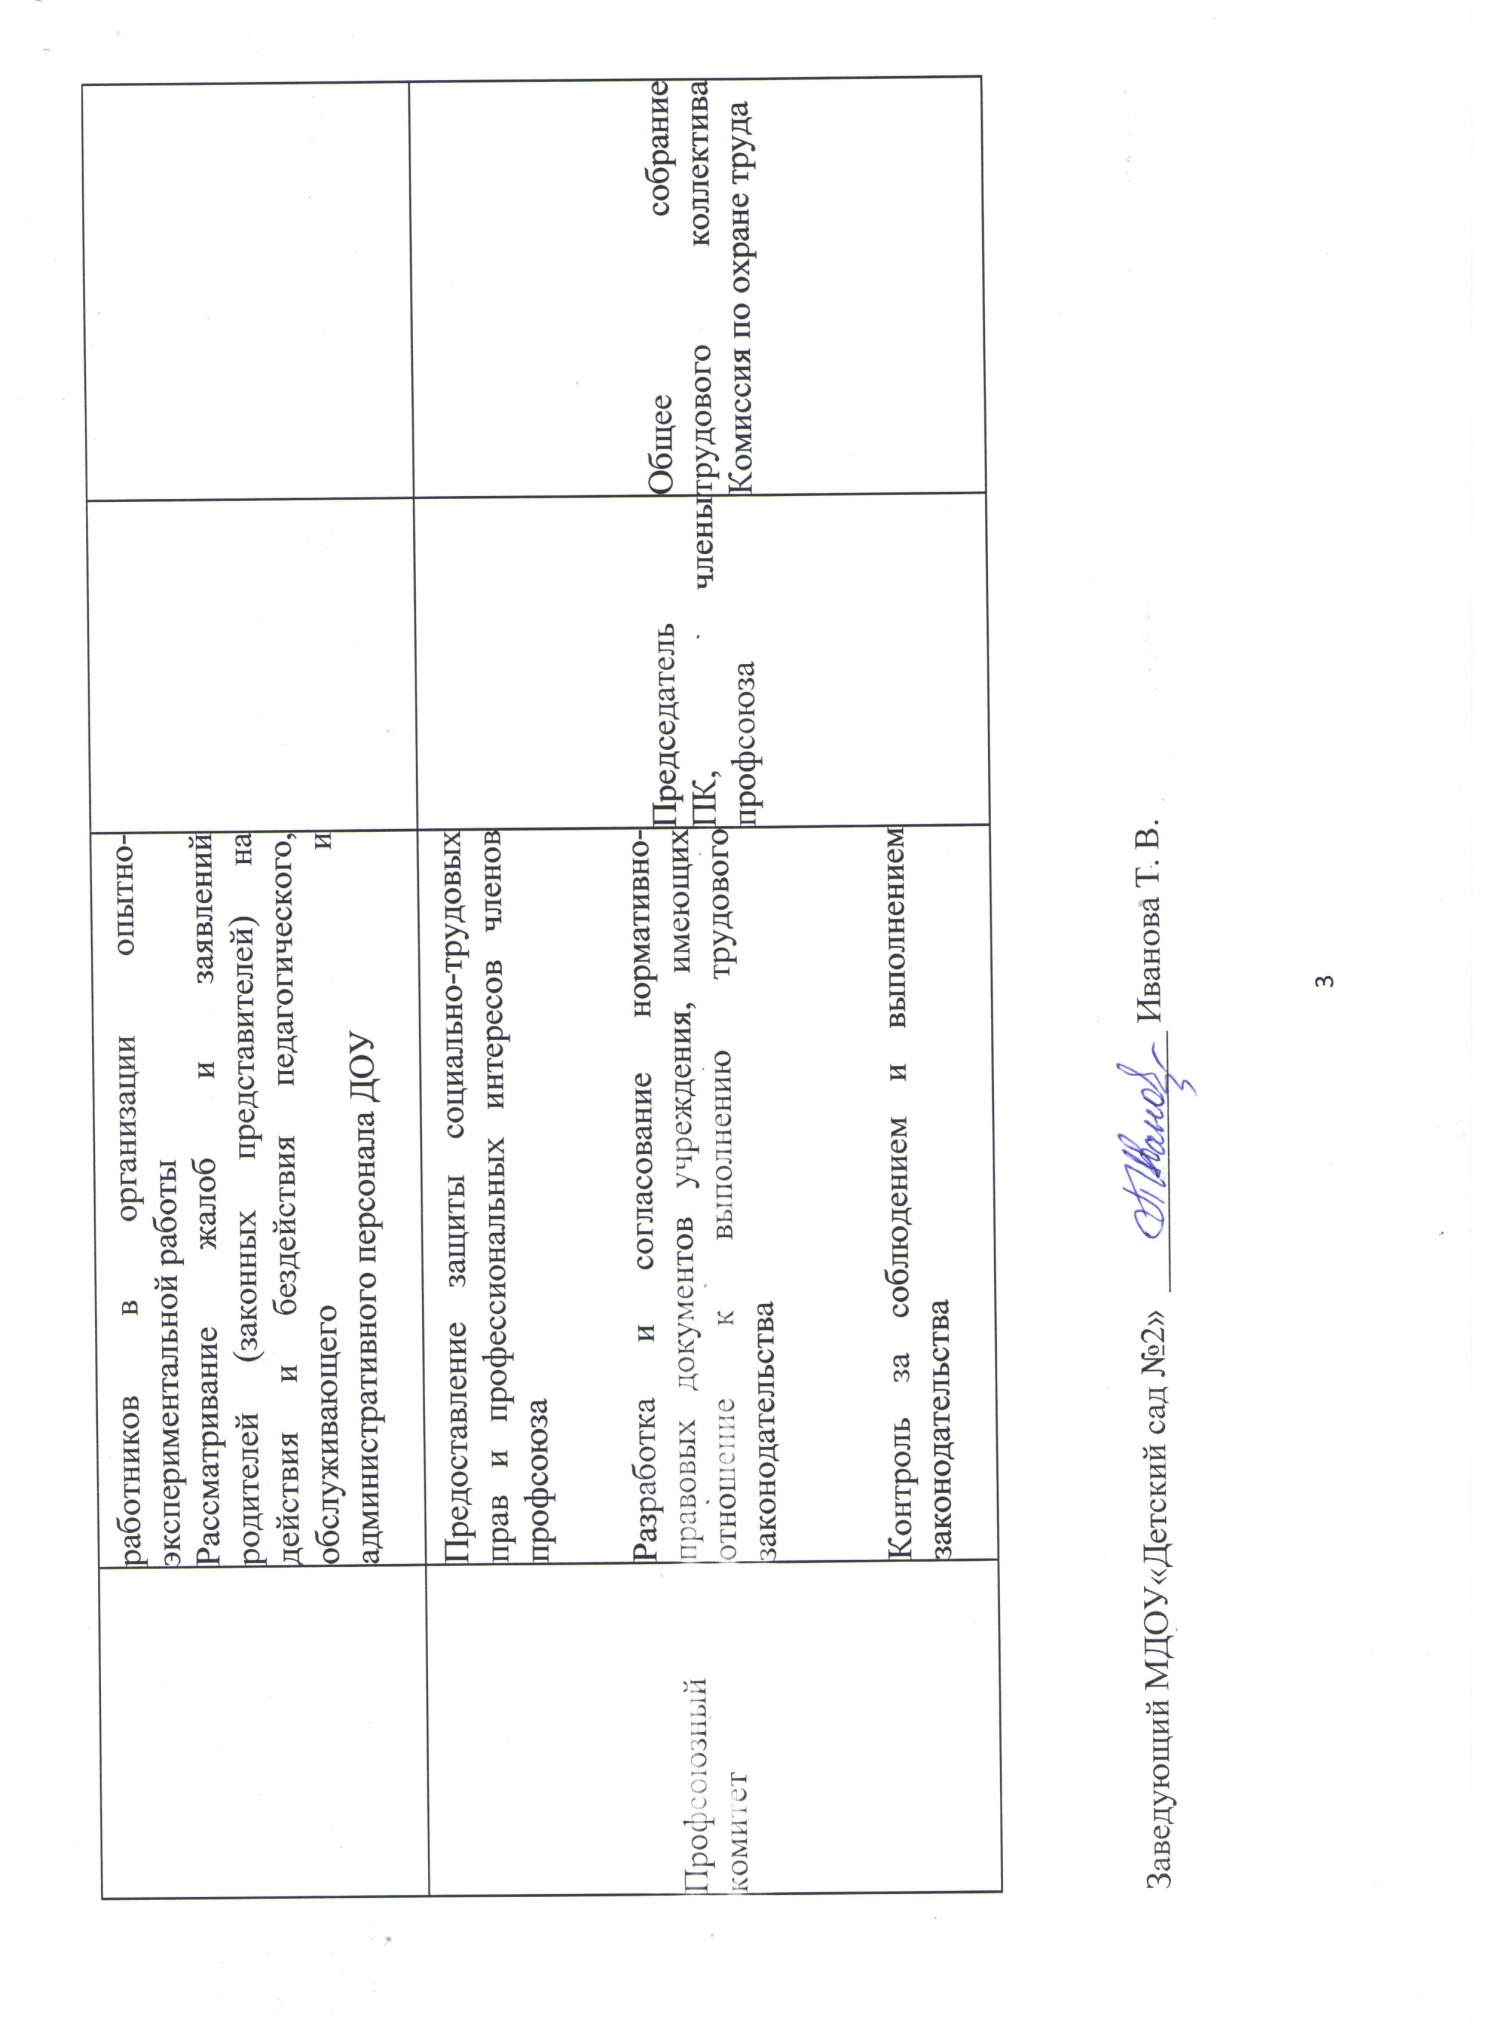 работников в организации опытно-
экспериментальной работы
Рассматривание жалоб и заявлений
родителей (законных представителей) на
действия и бездействия педагогического,
обслуживающего и
административного персонала ДОУ
Профсоюзный
комитет
Предоставление защиты социально-трудовых
прав и профессиональных интересов членов
профсоюза
Разработка и согласование нормативно-
правовых документов учреждения, имеющих
отношение к выполнению трудового
законодательства
Контроль за соблюдением и выполнением
законодательства
Председатель
ПК, члены
профсоюза
Общее собрание
трудового коллектива
Комиссия по охране труда
Заведующий МДОУ«Детский сад №2» Иванова Т. В.
3